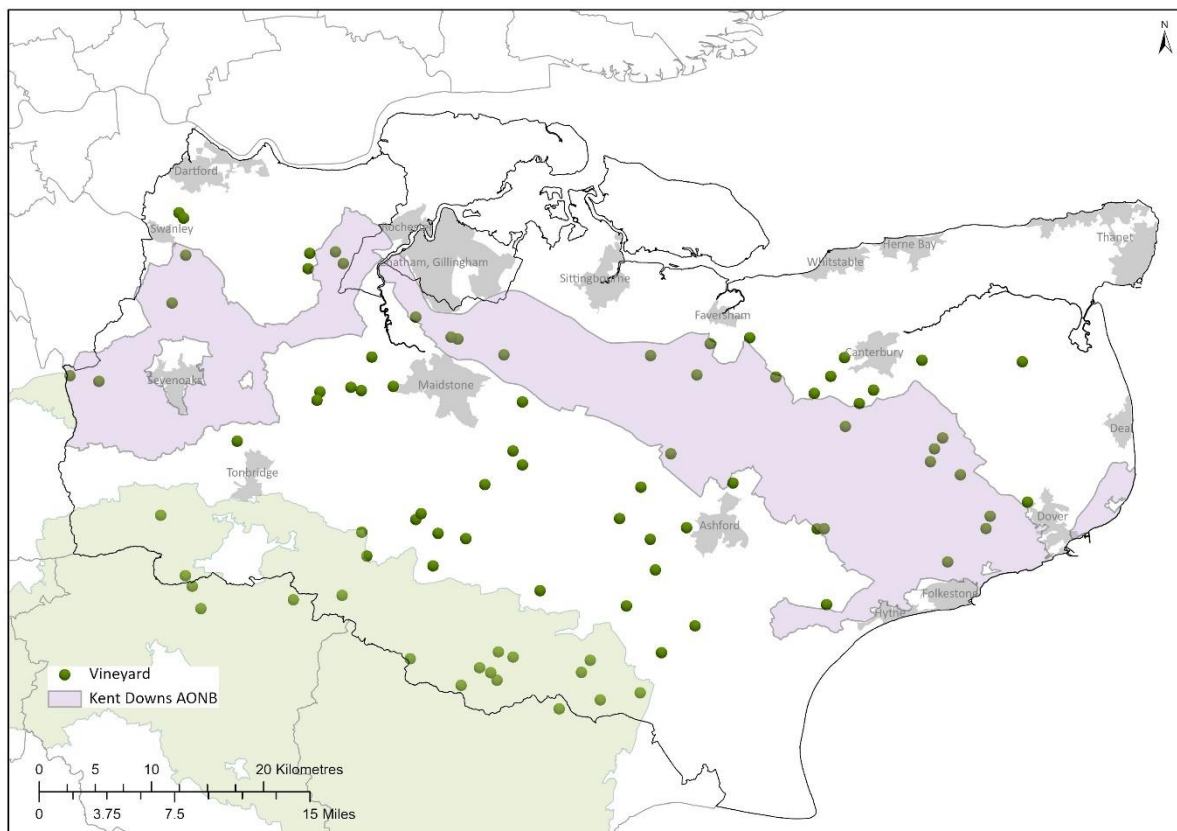 N
Dartford
Swanley
Rochester
Chatham, Gillingham
Sittingbourne
Whitstable
Herne Bay
Thanet
Faversham
Canterbury
Sevenoaks
Maidstone
Deal
Tonbridge
Ashford
Dover
Folkestone
Hythe
Vineyard
Kent Downs AONB
0 5 10 20 Kilometres
0 3.75 7.5 15 Miles